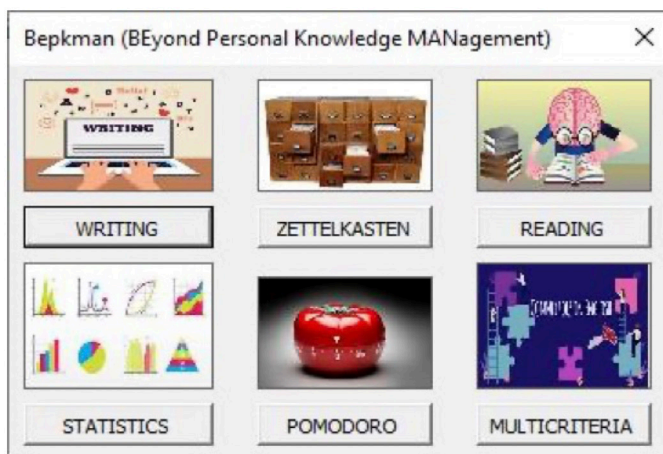 Bepkman (BEyond Personal Knowledge MANagement)
WRITING
WRITING
ZETTELKASTEN
READING
STATISTICS
POMODORO
MULTICRITERIA